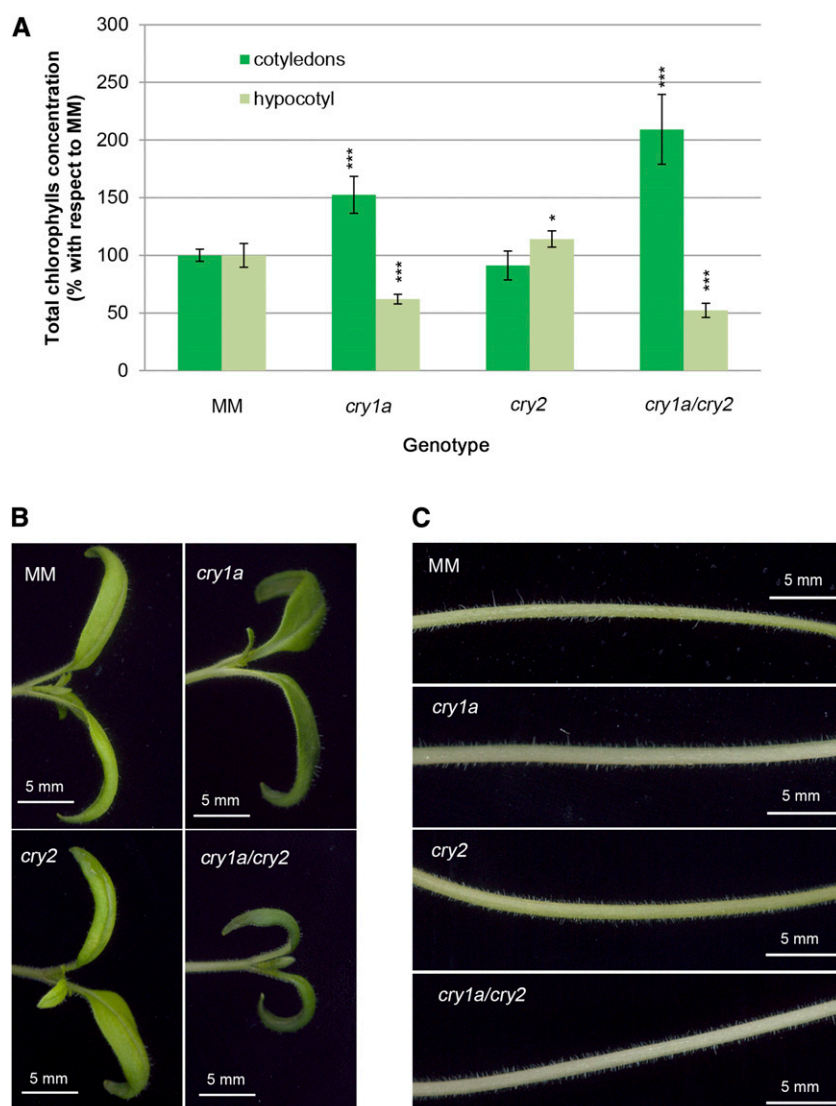 A
Total chlorophylls concentration
(% with respect to MM)
300
250
200
150
100
50
0
cotyledons
hypocotyl
***
***
*
***
***
MM
cry1a
cry2
cry1a/cry2
Genotype
B
MM
5 mm
cry1a
5 mm
cry2
5 mm
cry1a/cry2
5 mm
C
MM
5 mm
cry1a
5 mm
cry2
5 mm
cry1a/cry2
5 mm